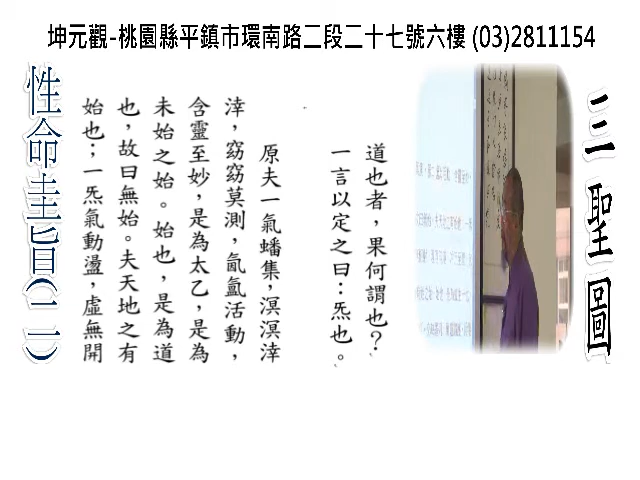 坤元觀-桃園縣平鎮市環南路二段二十七號六樓 (03)2811154
三聖圖
道也者，果何謂也？
一言以定之曰：炁也。
原夫一氣蟠集，溟溟涬
涬，窈窈莫測，氤氳活動，
含靈至妙，是為太乙，是為
未始之始。始也，是為道
也，故曰無始。夫天地之有
始也；一炁氣動盪，虛無開
性命圭旨(二)